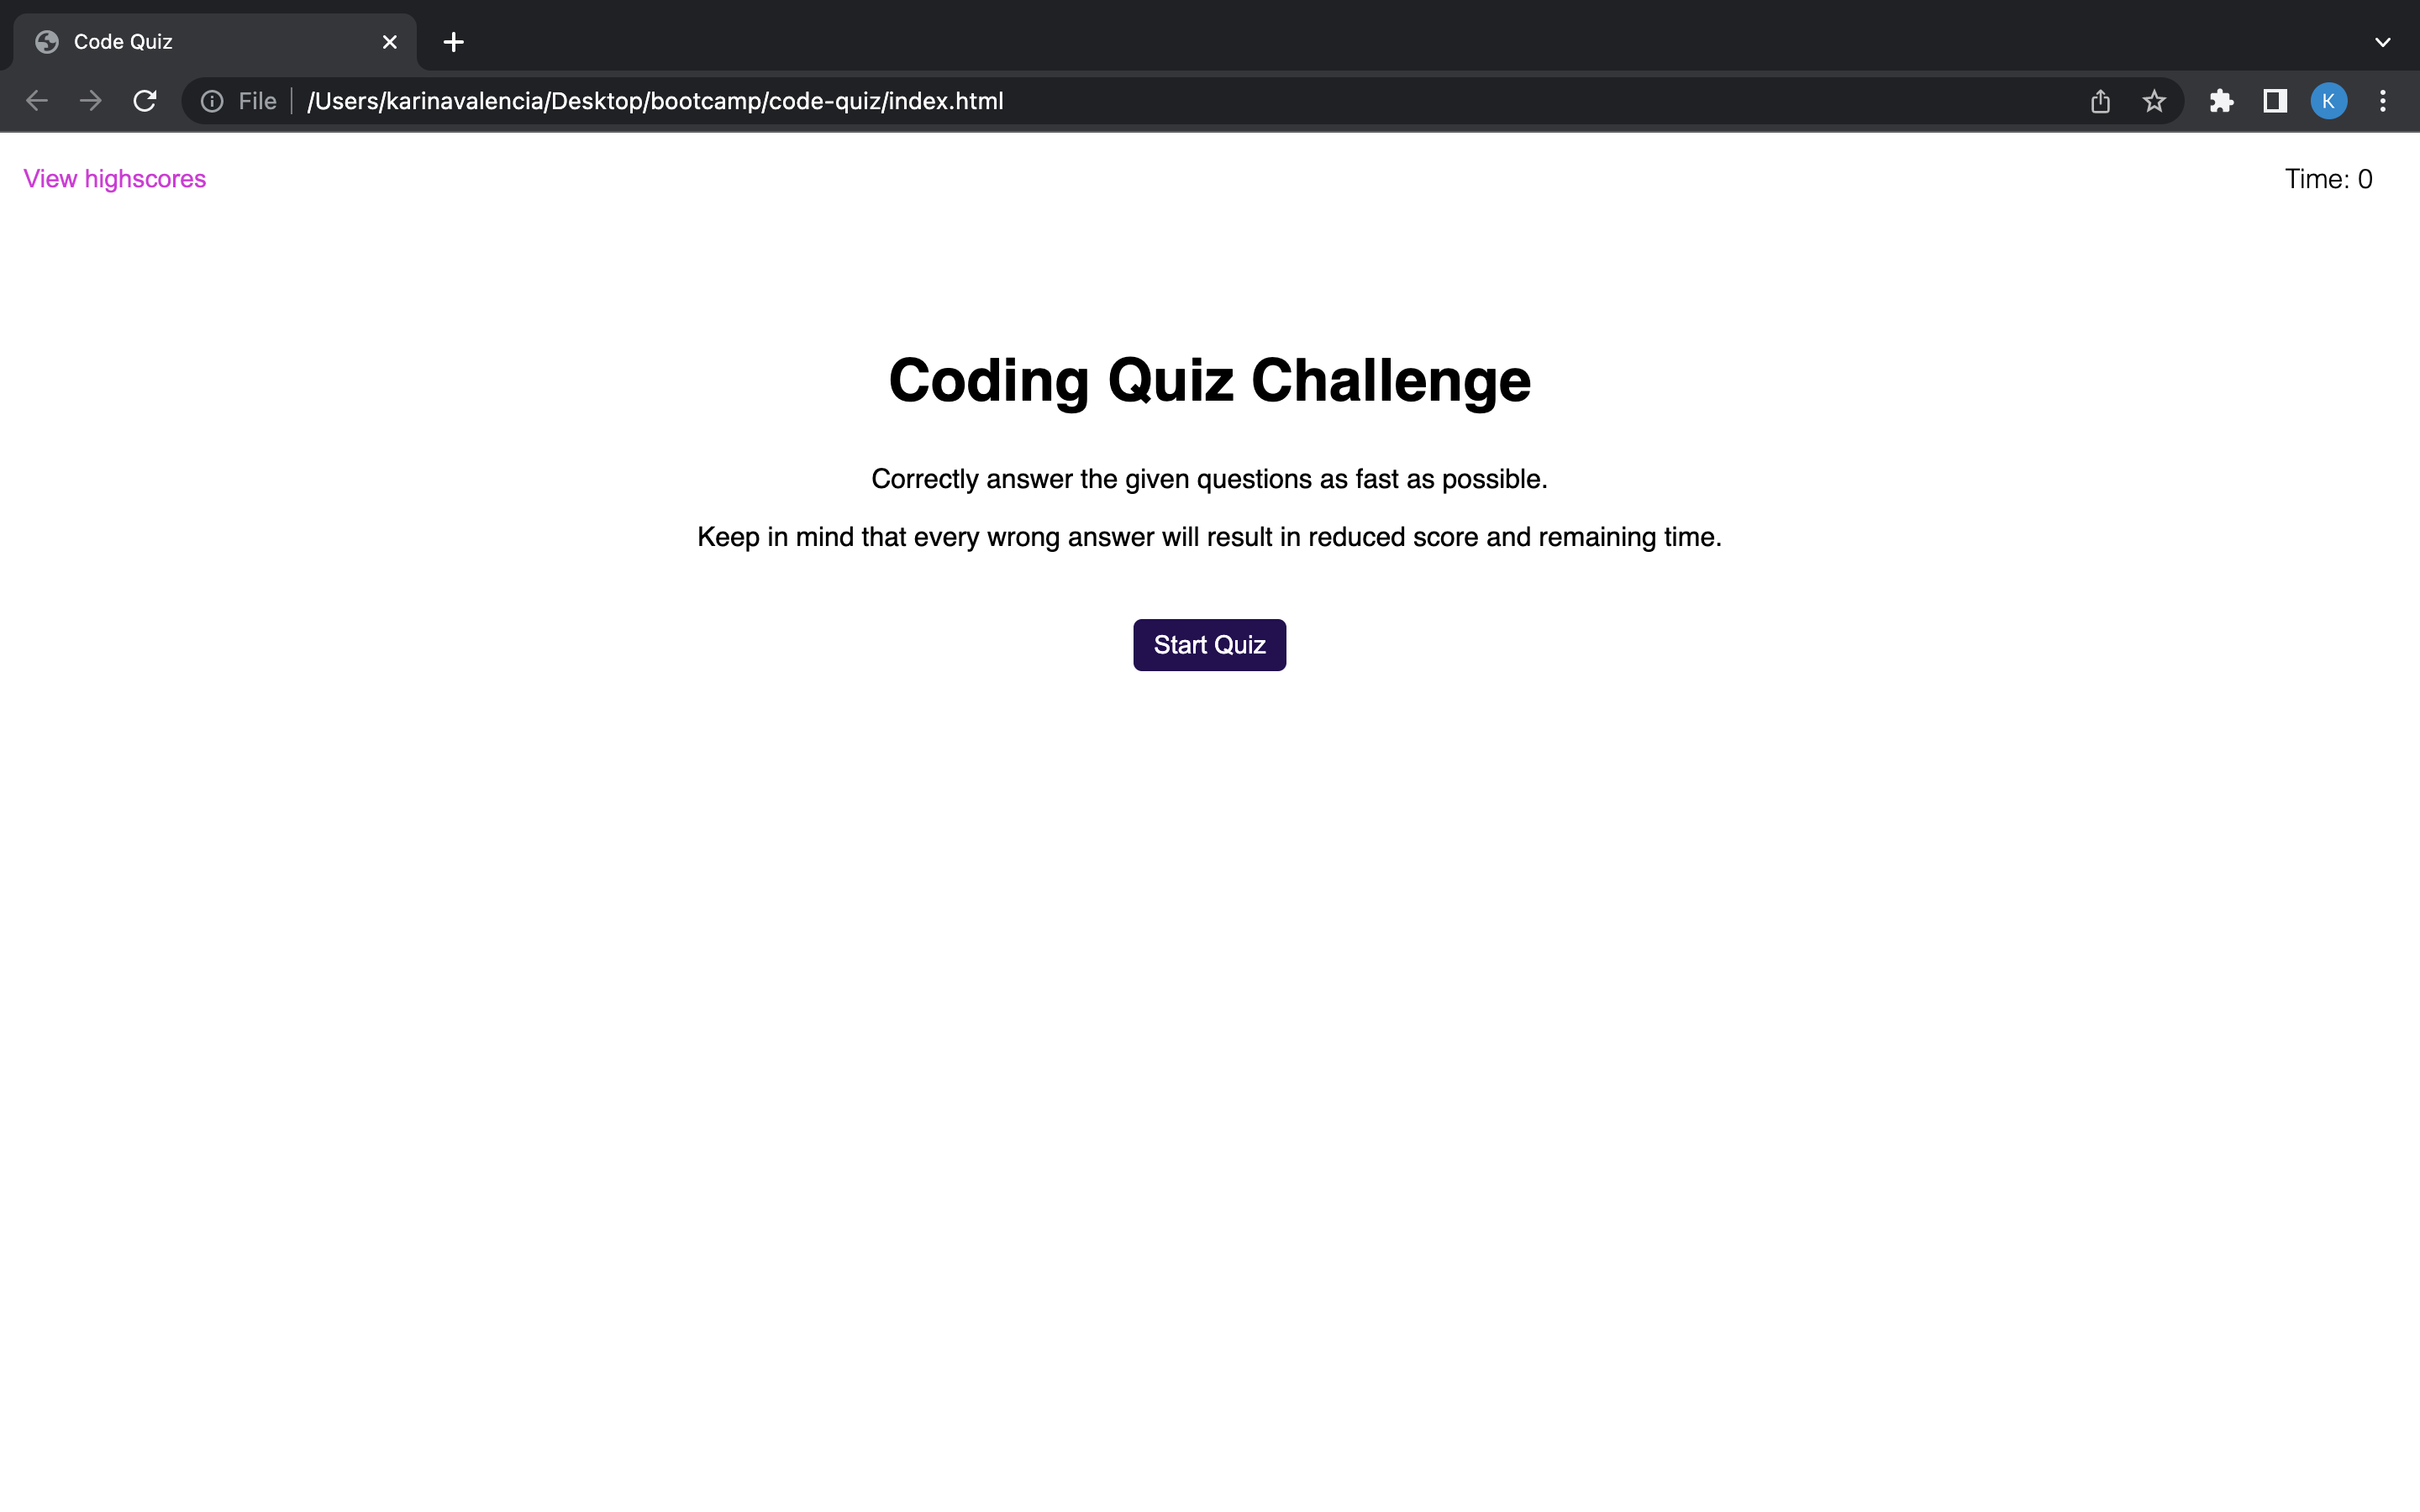 Code Quiz
File /Users/karinavalencia/Desktop/bootcamp/code-quiz/index.html
K
View highscores
Time: 0
Coding Quiz Challenge
Correctly answer the given questions as fast as possible.
Keep in mind that every wrong answer will result in reduced score and remaining time.
Start Quiz